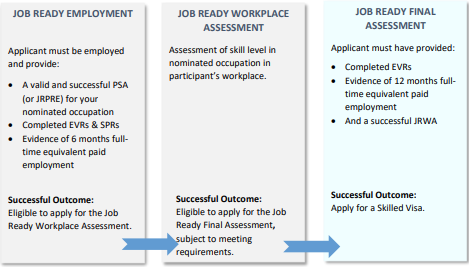 JOB READY EMPLOYMENT
Applicant must be employed
and provide:
• A valid and successful PSA
(or JRPRE) for your
nominated occupation
• Completed EVRs & SPRs
• Evidence of 6 months full-
time equivalent paid
employment
Successful Outcome:
Eligible to apply for the Job
Ready Workplace Assessment.
JOB READY WORKPLACE
ASSESSMENT
Assessment of skill level in
nominated occupation in
participant's workplace.
Successful Outcome:
Eligible to apply for the Job
Ready Final Assessment,
subject to meeting
requirements.
JOB READY FINAL
ASSESSMENT
Applicant must have provided:
• Completed EVRs
• Evidence of 12 months full-
time equivalent paid
employment
• And a successful JRWA
Successful Outcome:
Apply for a Skilled Visa.